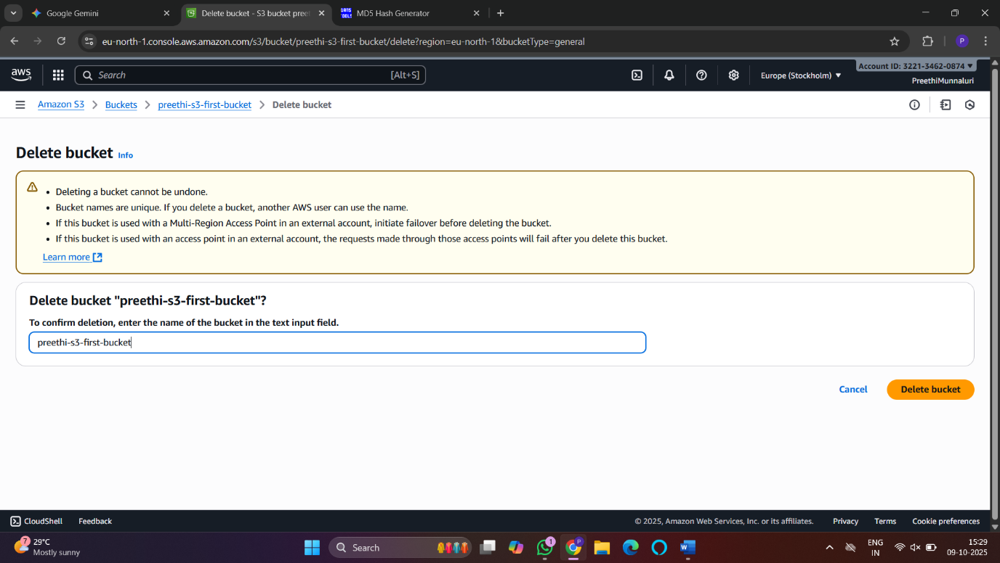 Google Gemini
Delete bucket - S3 bucket preet
MD5 Hash Generator
eu-north-1.console.aws.amazon.com/s3/bucket/preethi-s3-first-bucket/delete?region=eu-north-1&bucketType=general
P
aws
Search
[Alt+S]
Europe (Stockholm)
Account ID: 3221-3462-0874
PreethiMunnaluri
Amazon S3
Buckets
preethi-s3-first-bucket
Delete bucket
Delete bucket Info
Deleting a bucket cannot be undone.
Bucket names are unique. If you delete a bucket, another AWS user can use the name.
If this bucket is used with a Multi-Region Access Point in an external account, initiate failover before deleting the bucket.
If this bucket is used with an access point in an external account, the requests made through those access points will fail after you delete this bucket.
Learn more
Delete bucket "preethi-s3-first-bucket"?
To confirm deletion, enter the name of the bucket in the text input field.
preethi-s3-first-bucket
Cancel
Delete bucket
CloudShell
Feedback
© 2025, Amazon Web Services, Inc. or its affiliates.
Privacy
Terms
Cookie preferences
7
29°C
Mostly sunny
Search
1
P
W
ENG
IN
15:29
09-10-2025